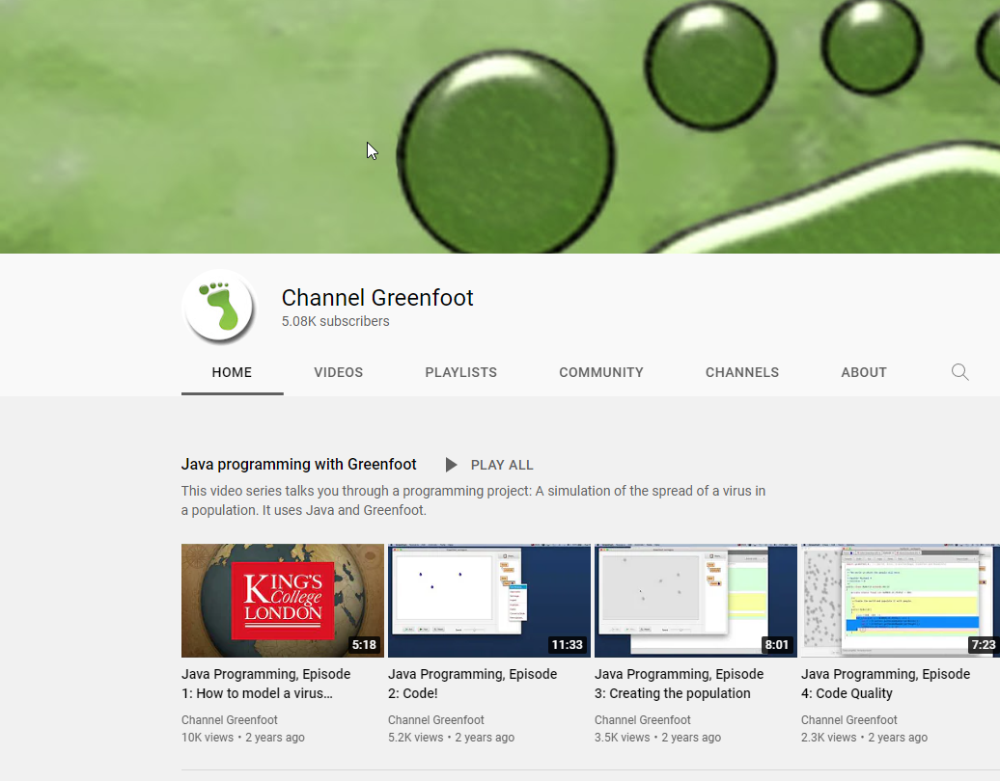 Channel Greenfoot
5.08K subscribers
HOME VIDEOS PLAYLISTS COMMUNITY CHANNELS ABOUT
Java programming with Greenfoot PLAY ALL
This video series talks you through a programming project: A simulation of the spread of a virus in
a population. It uses Java and Greenfoot.
KING'S
College
LONDON
5:18
11:33
8:01
7:23
Java Programming, Episode
1: How to model a virus…
Channel Greenfoot
10K views • 2 years ago
Java Programming, Episode
2: Code!
Channel Greenfoot
5.2K views • 2 years ago
Java Programming, Episode
3: Creating the population
Channel Greenfoot
3.5K views • 2 years ago
Java Programming, Episode
4: Code Quality
Channel Greenfoot
2.3K views • 2 years ago